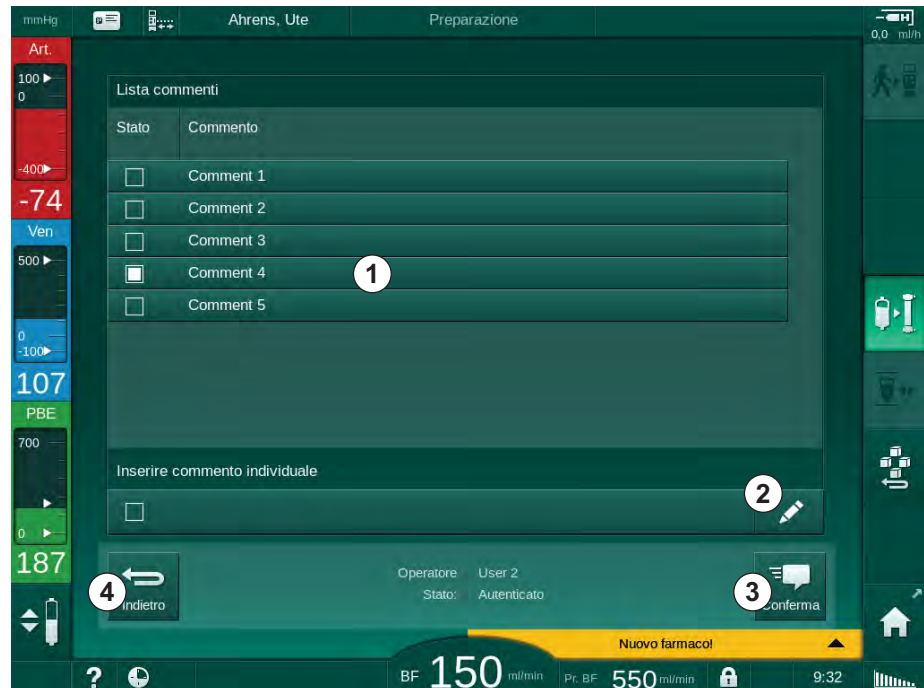 mmHg
Ahrens, Ute
Preparazione
0,0 ml/h
Art.
100
0
-400
-74
Ven
500
0
-100
107
PBE
700
0
187
Lista commenti
Stato Commento
Comment 1
Comment 2
Comment 3
Comment 4
1
Comment 5
Inserire commento individuale
2
4
Indietro
Operatore User 2
Stato: Autenticato
3
Conferma
Nuovo farmaco!
?
BF 150 ml/min
Pr. BF 550 ml/min
9:32